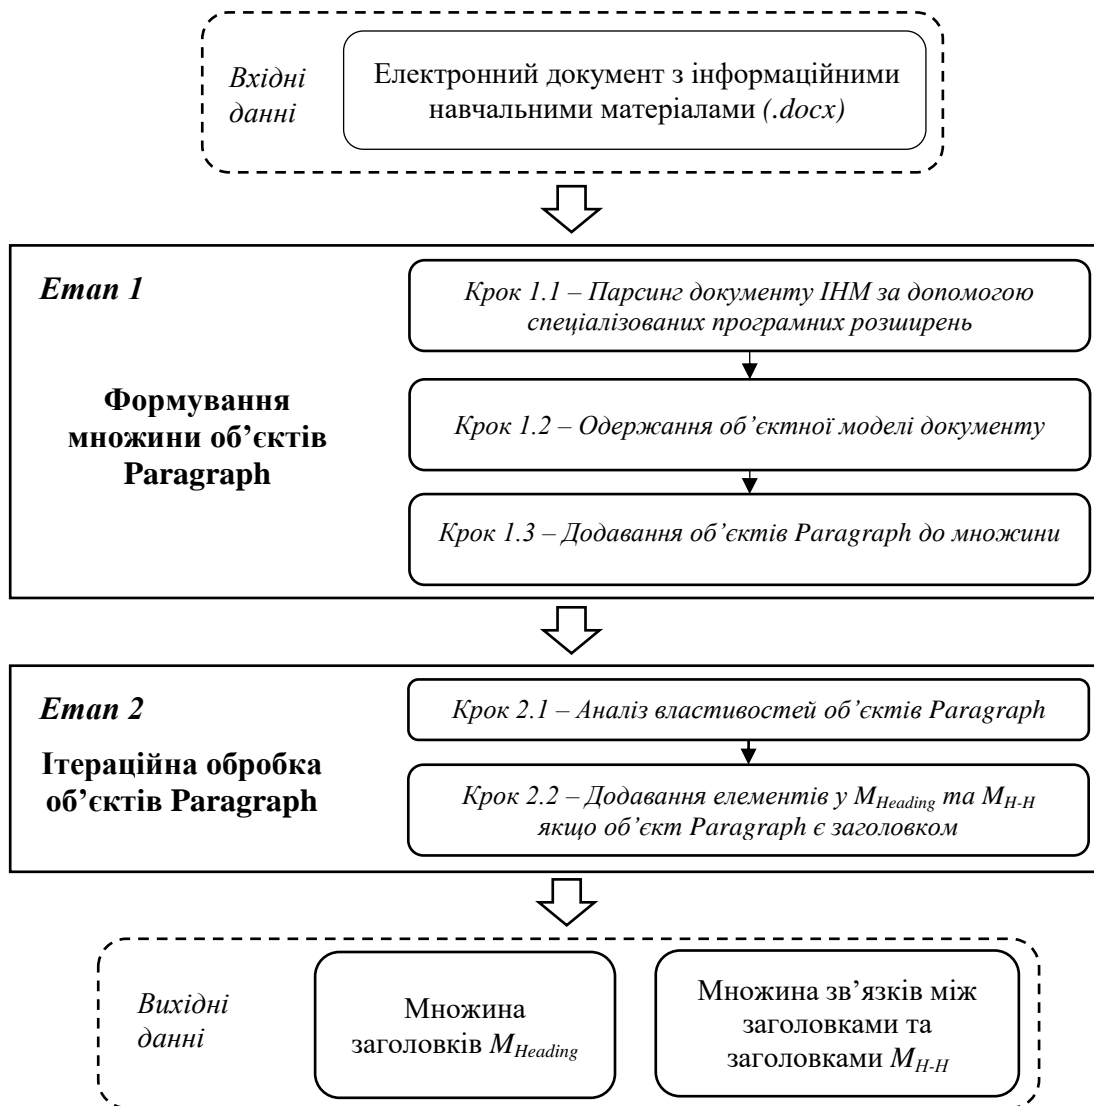 Вхідні
данні
Електронний документ з інформаційними
навчальними матеріалами (.docx)
Етап 1
Формування
множини об’єктів
Paragraph
Крок 1.1 – Парсинг документу ІНМ за допомогою
спеціалізованих програмних розширень
Крок 1.2 – Одержання об’єктної моделі документу
Крок 1.3 – Додавання об’єктів Paragraph до множини
Етап 2
Ітераційна обробка
об’єктів Paragraph
Крок 2.1 – Аналіз властивостей об’єктів Paragraph
Крок 2.2 – Додавання елементів у M_Heading та M_H-H
якщо об’єкт Paragraph є заголовком
Вихідні
данні
Множина
заголовків M_Heading
Множина зв’язків між
заголовками та
заголовками M_H-H